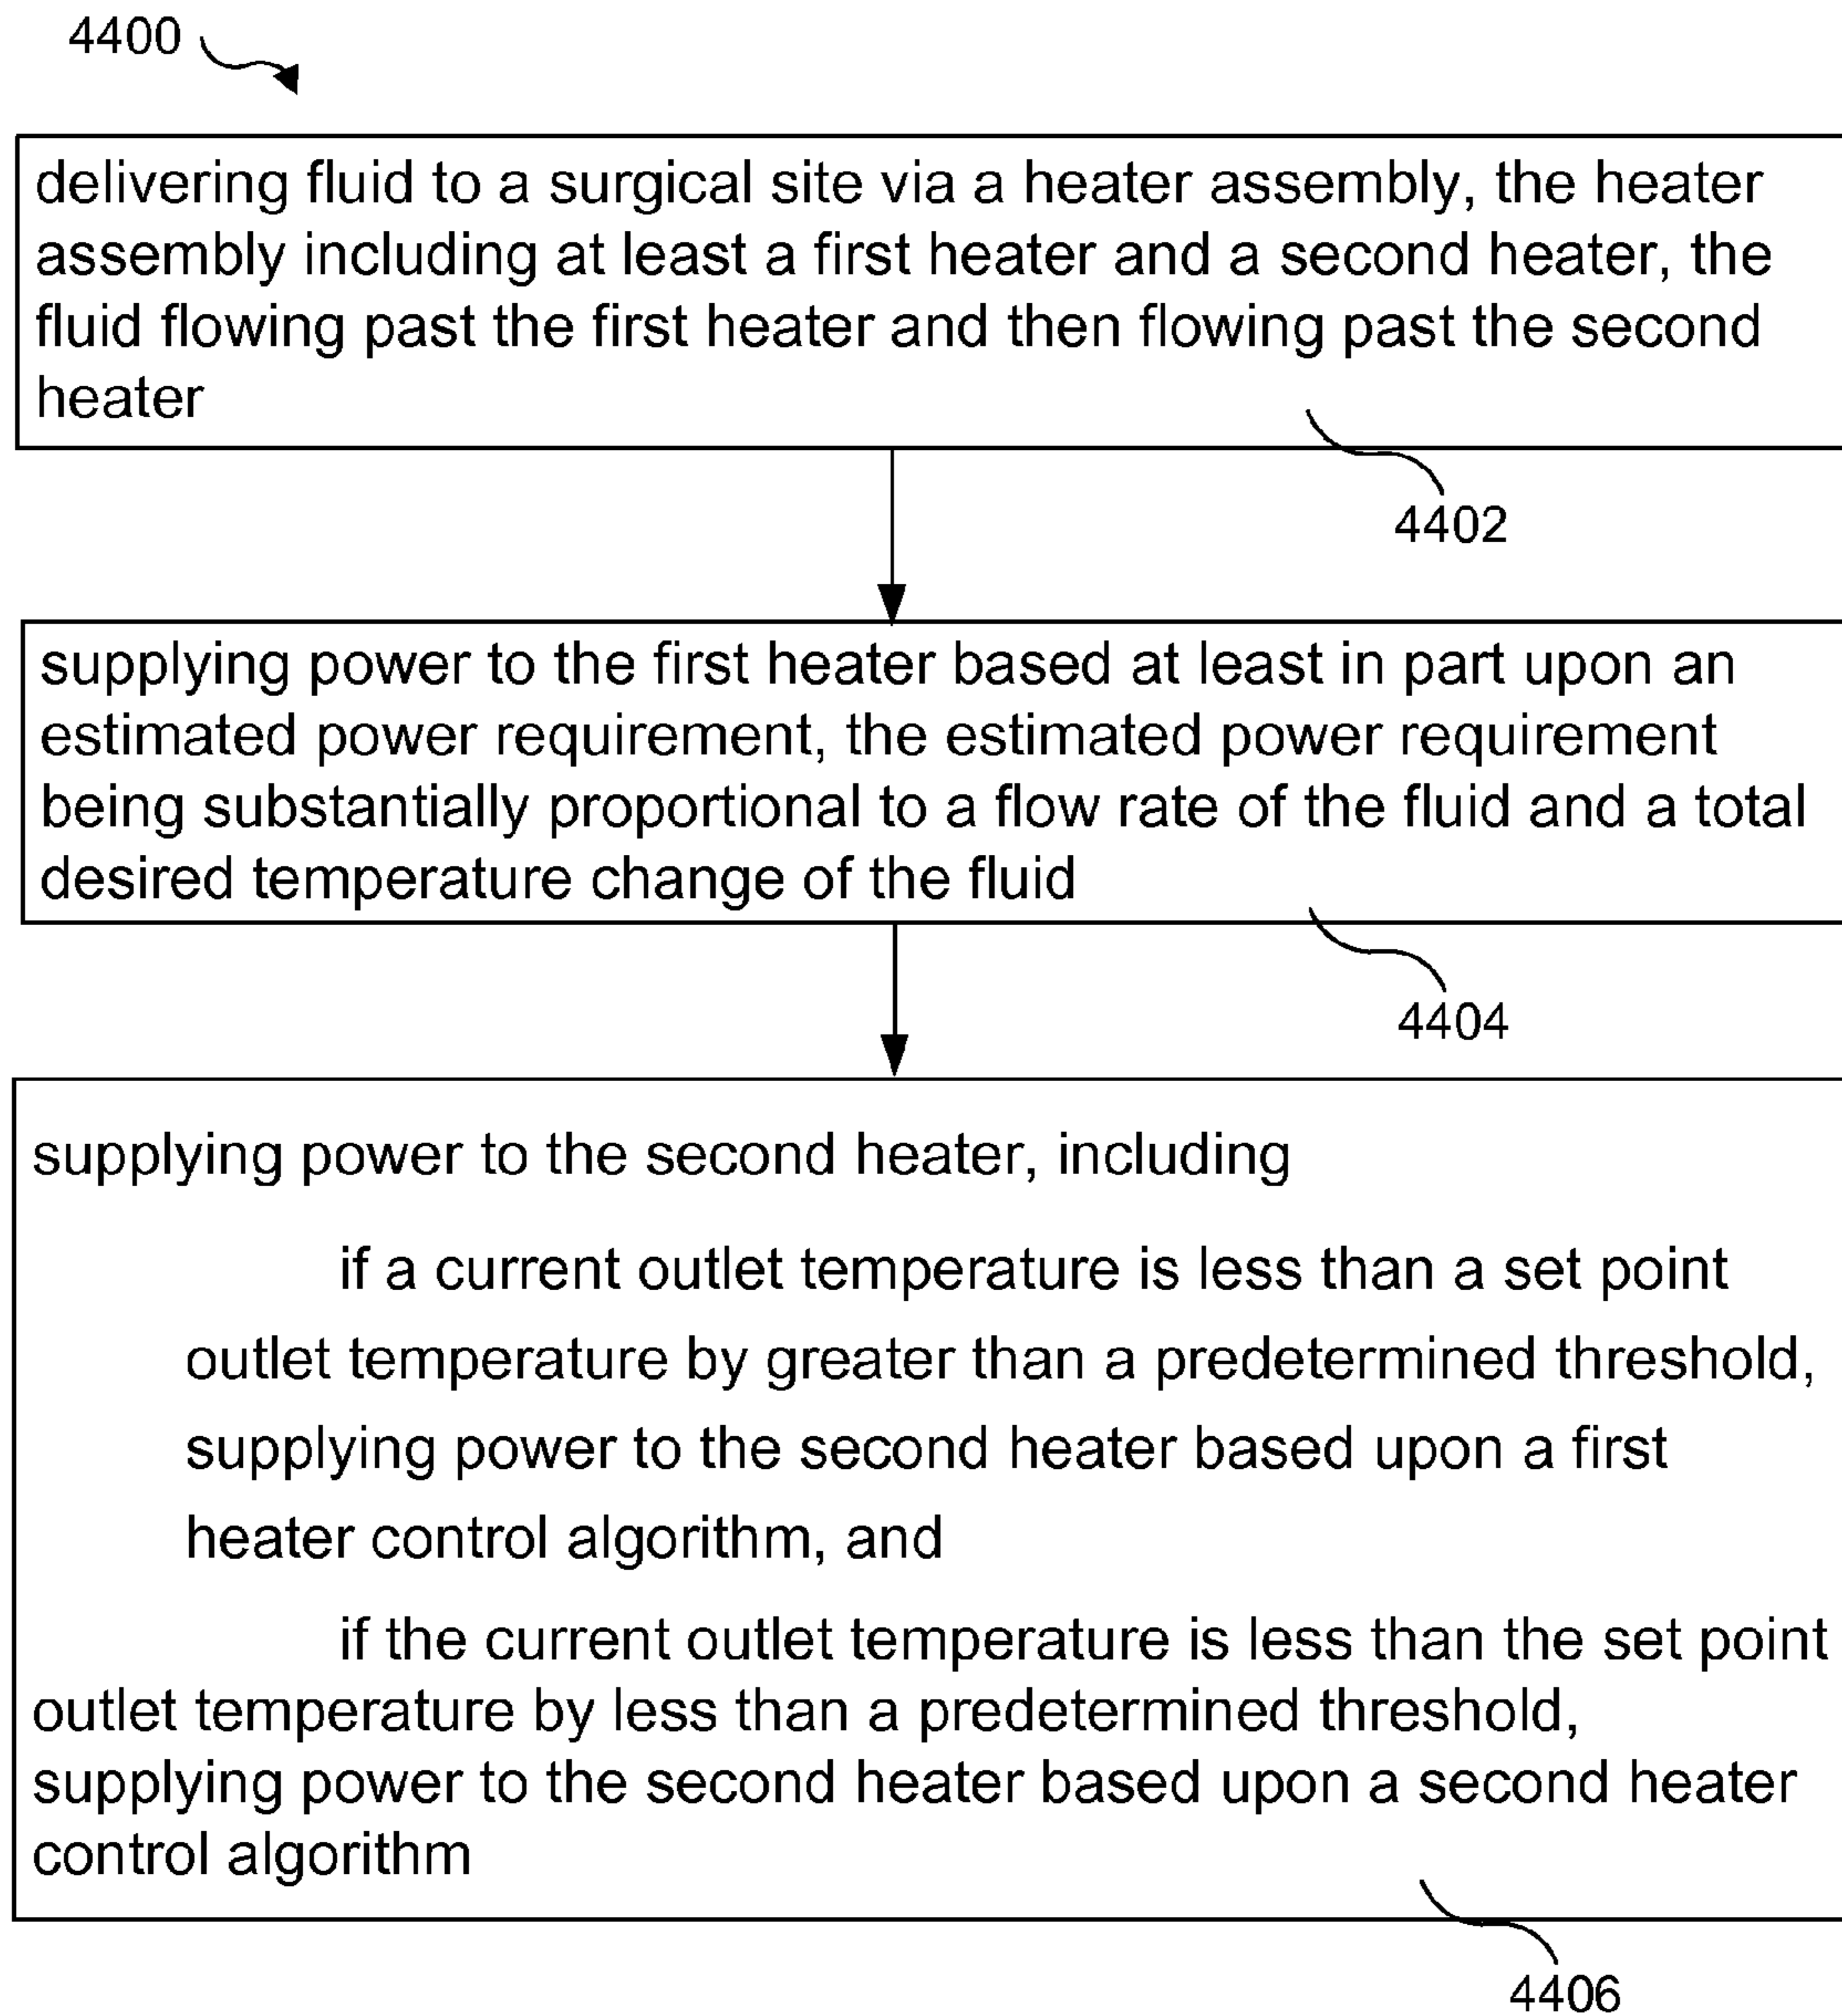 4400
delivering fluid to a surgical site via a heater assembly, the heater
assembly including at least a first heater and a second heater, the
fluid flowing past the first heater and then flowing past the second
heater
4402
supplying power to the first heater based at least in part upon an
estimated power requirement, the estimated power requirement
being substantially proportional to a flow rate of the fluid and a total
desired temperature change of the fluid
4404
supplying power to the second heater, including
if a current outlet temperature is less than a set point
outlet temperature by greater than a predetermined threshold,
supplying power to the second heater based upon a first
heater control algorithm, and
if the current outlet temperature is less than the set point
outlet temperature by less than a predetermined threshold,
supplying power to the second heater based upon a second heater
control algorithm
4406